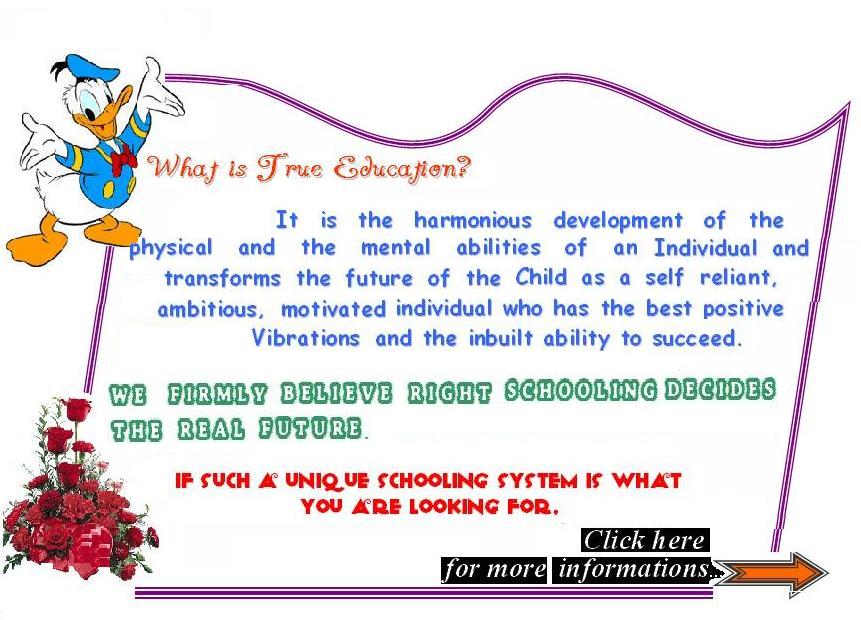 What is True Education?
It is the harmonious development of the
physical and the mental abilities of an Individual and
transforms the future of the Child as a self reliant,
ambitious, motivated individual who has the best positive
Vibrations and the inbuilt ability to succeed.
WE FIRMLY BELIEVE RIGHT SCHOOLING DECIDES
THE REAL FUTURE.
IF SUCH A UNIQUE SCHOOLING SYSTEM IS WHAT
YOU ARE LOOKING FOR,
Click here
for more informations...